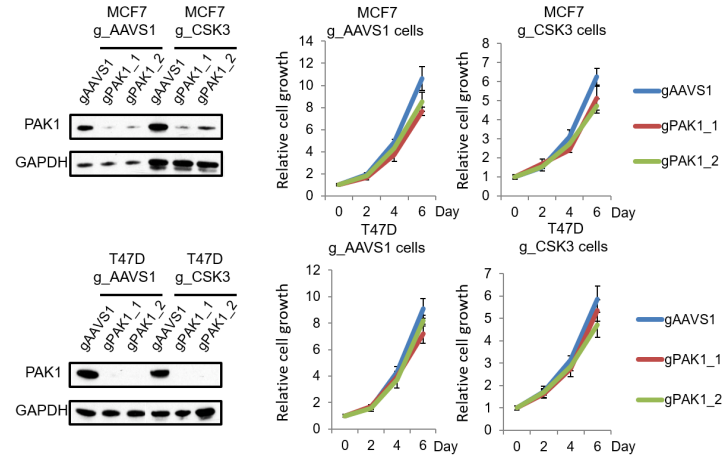 MCF7
g_AAVS1
MCF7
g_CSK3
gAAVS1
gPAK1_1
gPAK1_2
gAAVS1
gPAK1_1
gPAK1_2
PAK1
GAPDH
MCF7
g_AAVS1 cells
Relative cell growth
14
12
10
8
6
4
2
0
0 2 4 6 Day
MCF7
g_CSK3 cells
Relative cell growth
8
7
6
5
4
3
2
1
0
0 2 4 6 Day
gAAVS1
gPAK1_1
gPAK1_2
T47D
g_AAVS1
T47D
g_CSK3
gAAVS1
gPAK1_1
gPAK1_2
gAAVS1
gPAK1_1
gPAK1_2
PAK1
GAPDH
T47D
g_AAVS1 cells
Relative cell growth
12
10
8
6
4
2
0
0 2 4 6 Day
T47D
g_CSK3 cells
Relative cell growth
7
6
5
4
3
2
1
0
0 2 4 6 Day
gAAVS1
gPAK1_1
gPAK1_2